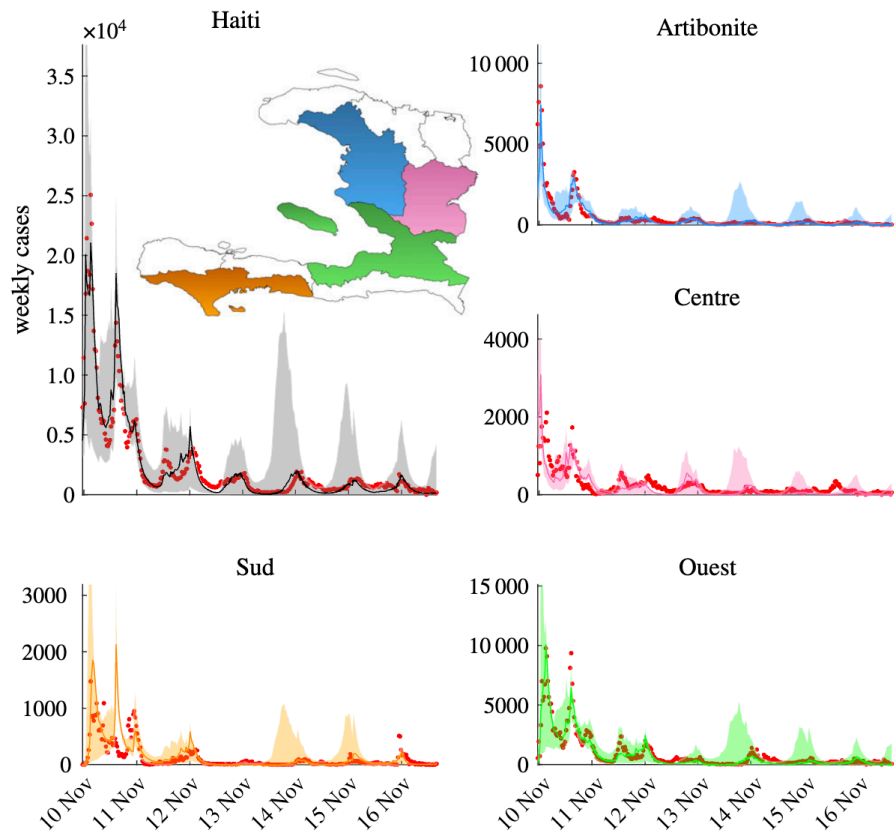 Haiti
×10⁴
3.5
3.0
2.5
2.0
1.5
1.0
0.5
0
weekly cases
Artibonite
10 000
5000
0
Centre
4000
2000
0
Sud
3000
2000
1000
0
10 Nov
11 Nov
12 Nov
13 Nov
14 Nov
15 Nov
16 Nov
Ouest
15 000
10 000
5000
0
10 Nov
11 Nov
12 Nov
13 Nov
14 Nov
15 Nov
16 Nov